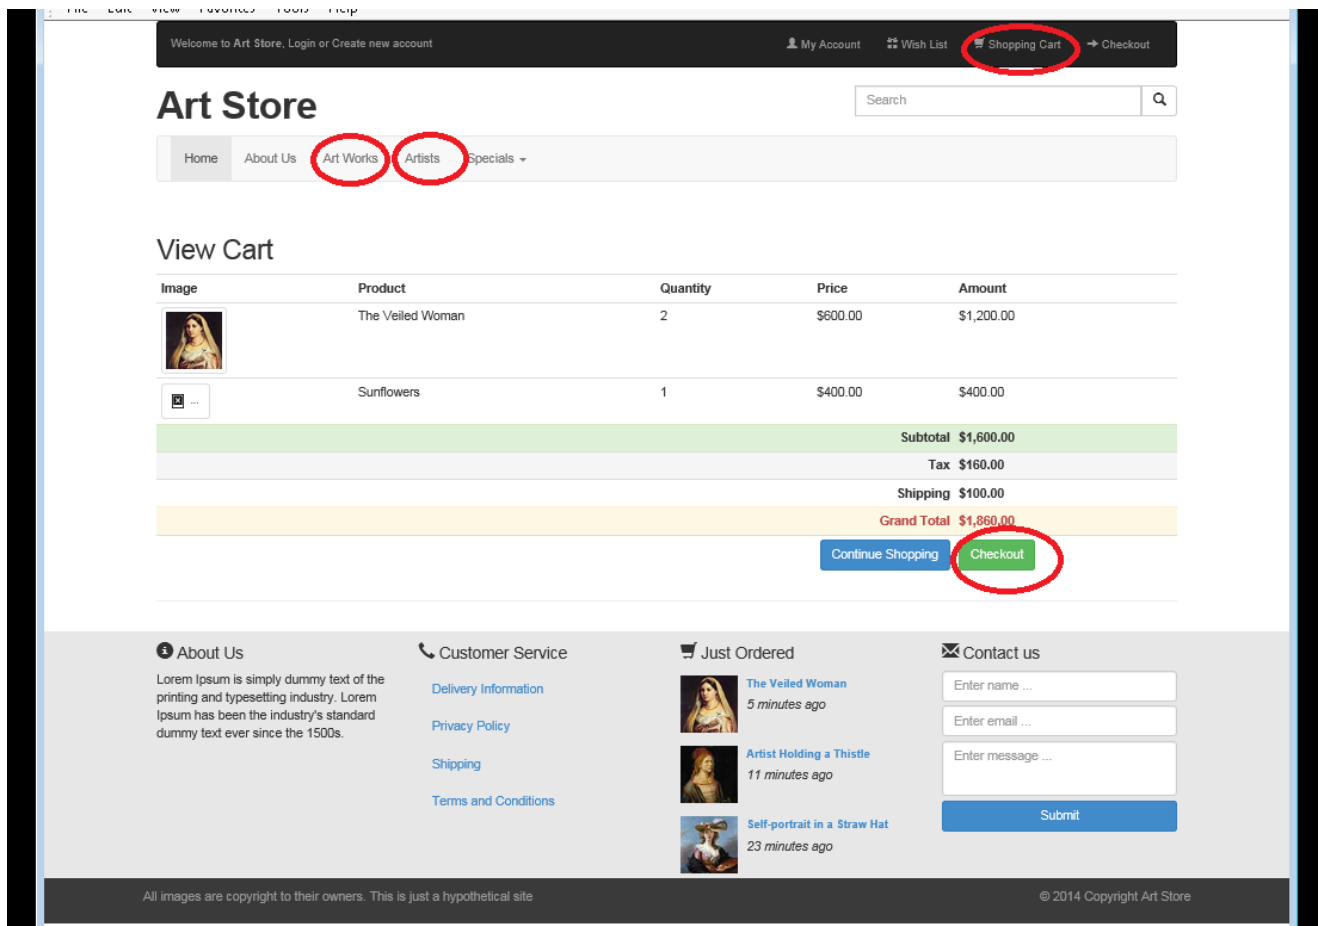 File Edit View Favorites Tools Help
Welcome to Art Store, Login or Create new account My Account Wish List Shopping Cart Checkout
Art Store
Search
Home About Us Art Works Artists Specials
View Cart
Image Product Quantity Price Amount
The Veiled Woman 2 $600.00 $1,200.00
... Sunflowers 1 $400.00 $400.00
Subtotal $1,600.00
Tax $160.00
Shipping $100.00
Grand Total $1,860.00
Continue Shopping Checkout
About Us
Lorem Ipsum is simply dummy text of the
printing and typesetting industry. Lorem
Ipsum has been the industry's standard
dummy text ever since the 1500s.
Customer Service
Delivery Information
Privacy Policy
Shipping
Terms and Conditions
Just Ordered
The Veiled Woman
5 minutes ago
Artist Holding a Thistle
11 minutes ago
Self-portrait in a Straw Hat
23 minutes ago
Contact us
Enter name ...
Enter email ...
Enter message ...
Submit
All images are copyright to their owners. This is just a hypothetical site © 2014 Copyright Art Store